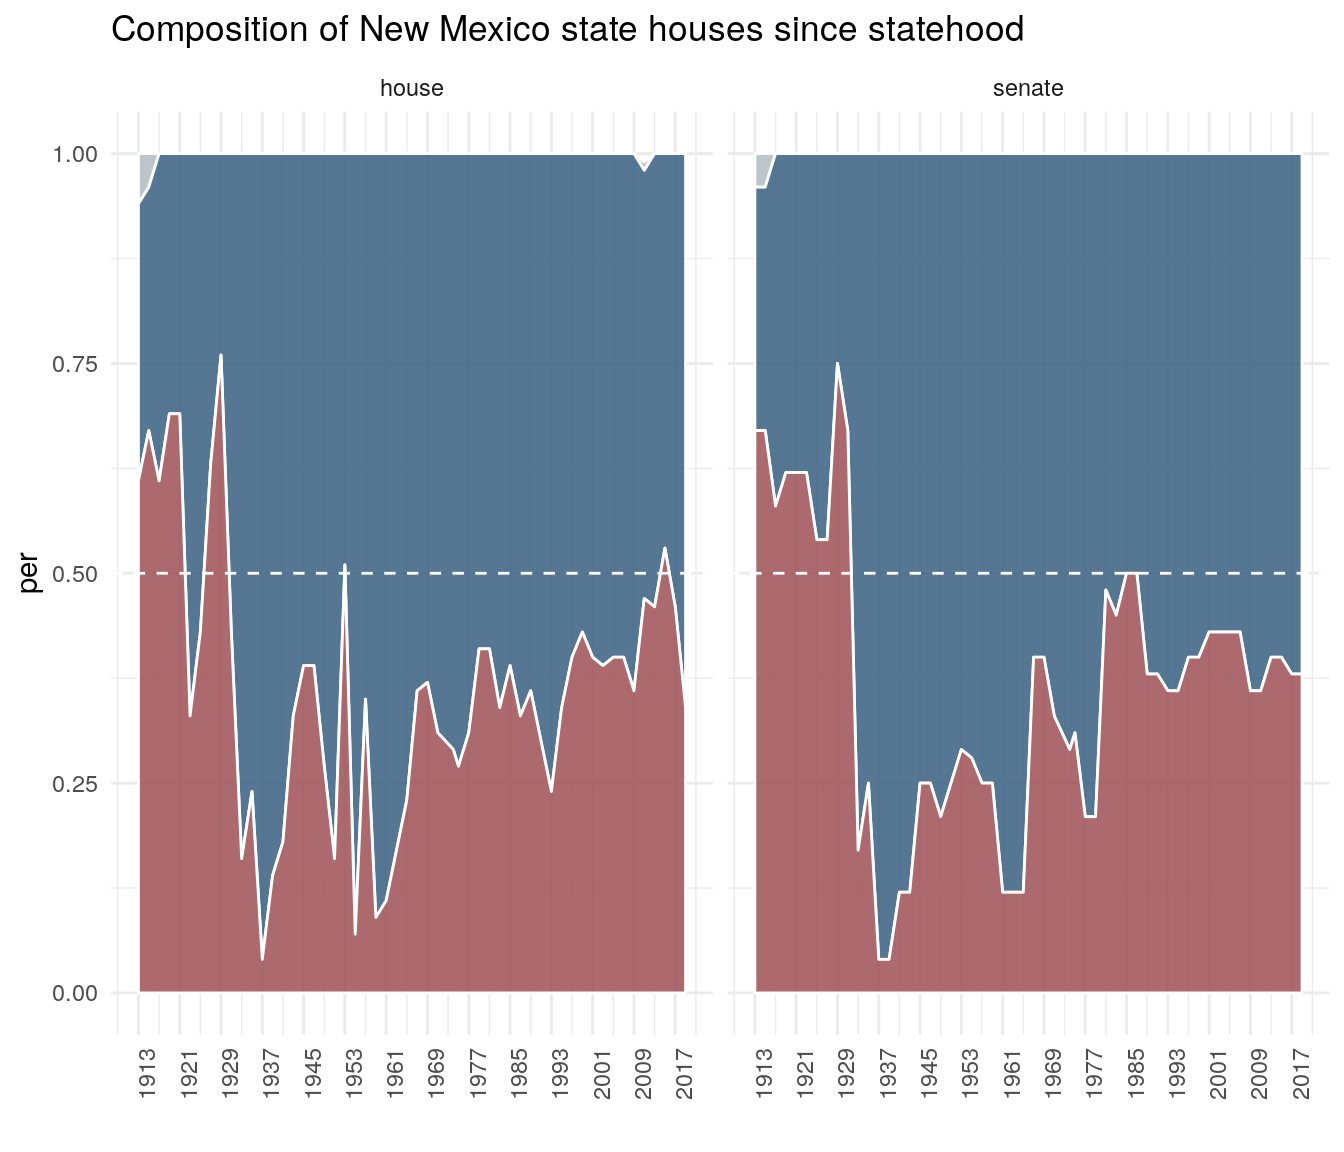 Composition of New Mexico state houses since statehood
house
senate
1.00
0.75
0.50
0.25
0.00
per
1913 1921 1929 1937 1945 1953 1961 1969 1977 1985 1993 2001 2009 2017
1913 1921 1929 1937 1945 1953 1961 1969 1977 1985 1993 2001 2009 2017